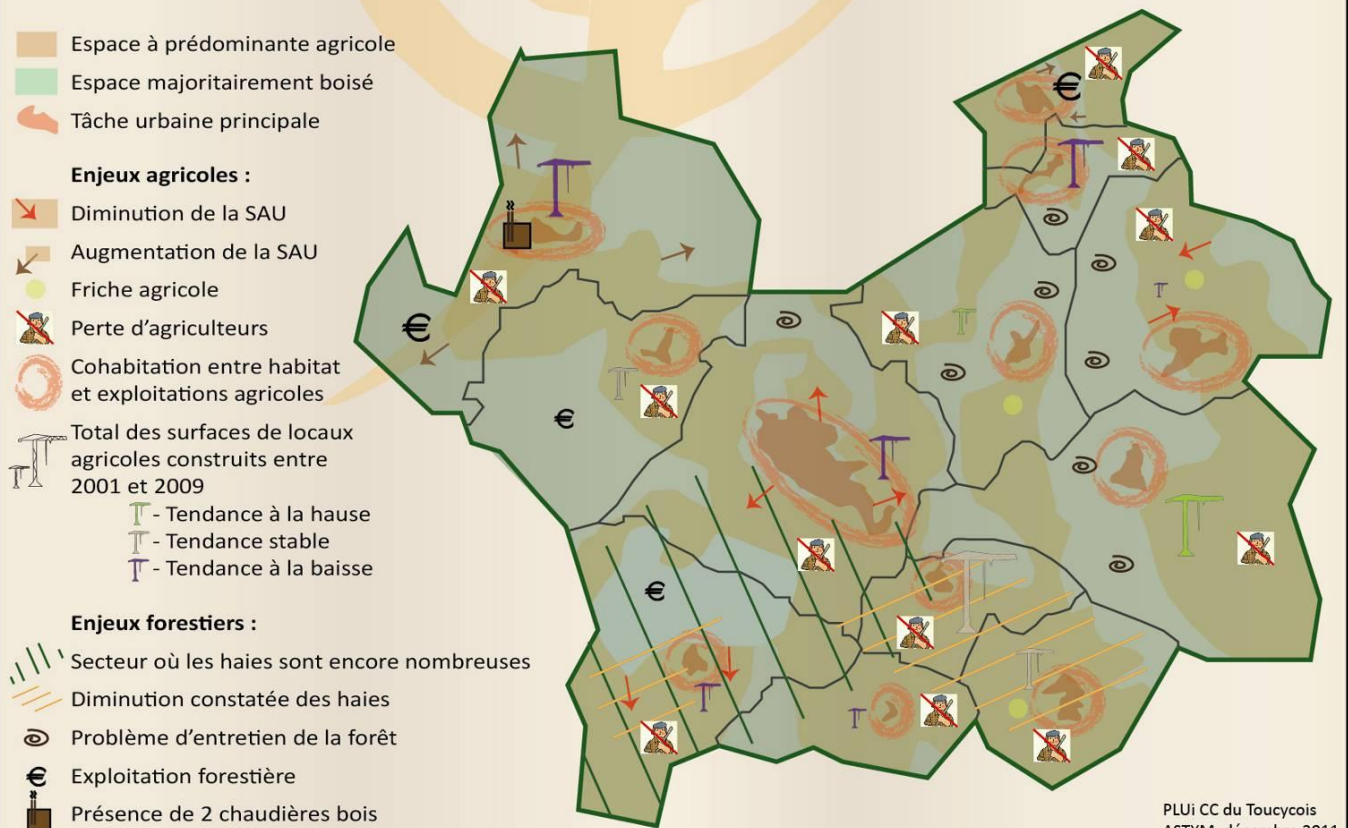 Espace à prédominante agricole
Espace majoritairement boisé
Tâche urbaine principale
Enjeux agricoles :
Diminution de la SAU
Augmentation de la SAU
Friche agricole
Perte d'agriculteurs
Cohabitation entre habitat
et exploitations agricoles
Total des surfaces de locaux
agricoles construits entre
2001 et 2009
- Tendance à la hause
- Tendance stable
- Tendance à la baisse
Enjeux forestiers :
Secteur où les haies sont encore nombreuses
Diminution constatée des haies
Problème d'entretien de la forêt
€ Exploitation forestière
Présence de 2 chaudières bois
€
€
€
€
PLUi CC du Toucycois